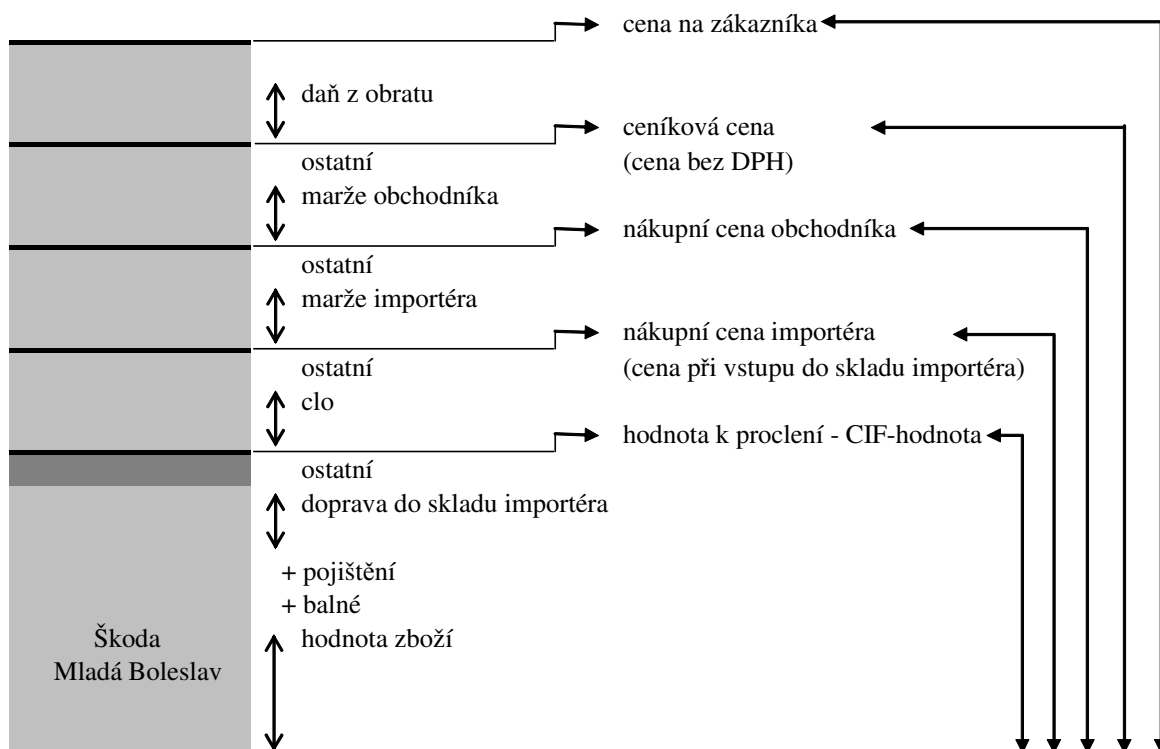 cena na zákazníka
daň z obratu
ceníková cena
(cena bez DPH)
ostatní
marže obchodníka
nákupní cena obchodníka
ostatní
marže importéra
nákupní cena importéra
(cena při vstupu do skladu importéra)
ostatní
clo
hodnota k proclení - CIF-hodnota
ostatní
doprava do skladu importéra
+ pojištění
+ balné
hodnota zboží
Škoda
Mladá Boleslav